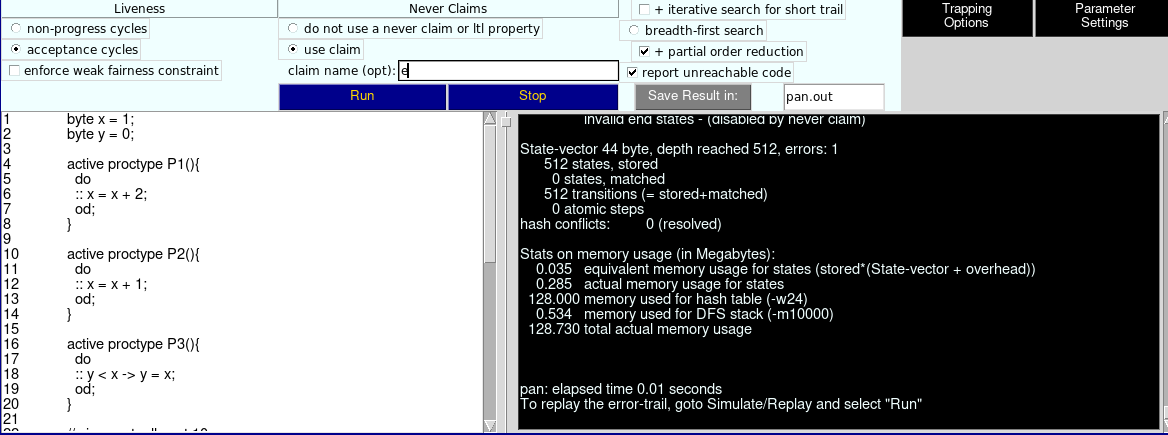 Liveness
non-progress cycles
acceptance cycles
enforce weak fairness constraint
Never Claims
do not use a never claim or ltl property
use claim
claim name (opt): e
Run Stop
+ iterative search for short trail
breadth-first search
+ partial order reduction
report unreachable code
Save Result in: pan.out
Trapping
Options
Parameter
Settings
1 byte x = 1;
2 byte y = 0;
3
4 active proctype P1(){
5 do
6 :: x = x + 2;
7 od;
8 }
9
10 active proctype P2(){
11 do
12 :: x = x + 1;
13 od;
14 }
15
16 active proctype P3(){
17 do
18 :: y < x -> y = x;
19 od;
20 }
21
invalid end states - (disabled by never claim)
State-vector 44 byte, depth reached 512, errors: 1
512 states, stored
0 states, matched
512 transitions (= stored+matched)
0 atomic steps
hash conflicts: 0 (resolved)
Stats on memory usage (in Megabytes):
0.035 equivalent memory usage for states (stored*(State-vector + overhead))
0.285 actual memory usage for states
128.000 memory used for hash table (-w24)
0.534 memory used for DFS stack (-m10000)
128.730 total actual memory usage
pan: elapsed time 0.01 seconds
To replay the error-trail, goto Simulate/Replay and select "Run"